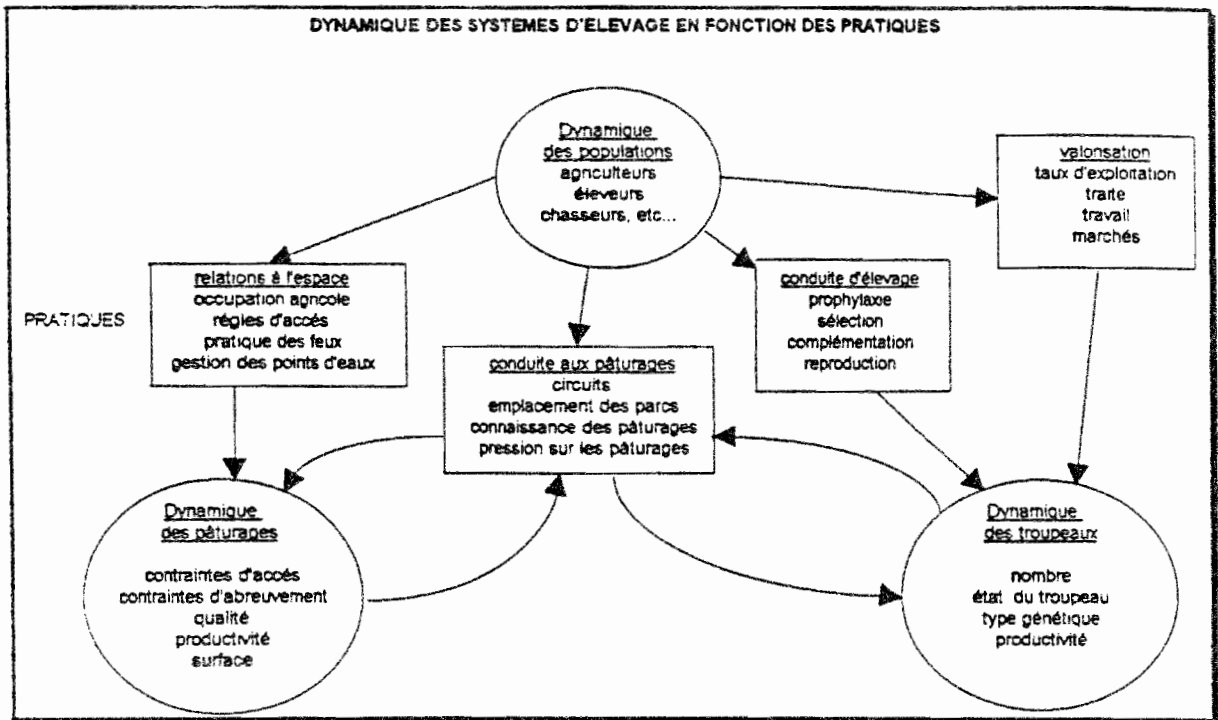 DYNAMIQUE DES SYSTEMES D'ELEVAGE EN FONCTION DES PRATIQUES
Dynamique
des populations
agriculteurs
éleveurs
chasseurs, etc...
valorisation
taux d'exploitation
traite
travail
marchés
relations à l'espace
occupation agricole
régles d'accés
pratique des feux
gestion des points d'eaux
PRATIQUES
conduite d'élevage
prophylaxie
sélection
complémentation
reproduction
conduite aux pâturages
circuits
emplacement des parcs
connaissance des pâturages
pression sur les pâturages
Dynamique
des pâturages
contraintes d'accés
contraintes d'abreuvement
qualité
productivité
surface
Dynamique
des troupeaux
nombre
état du troupeau
type génétique
productivité